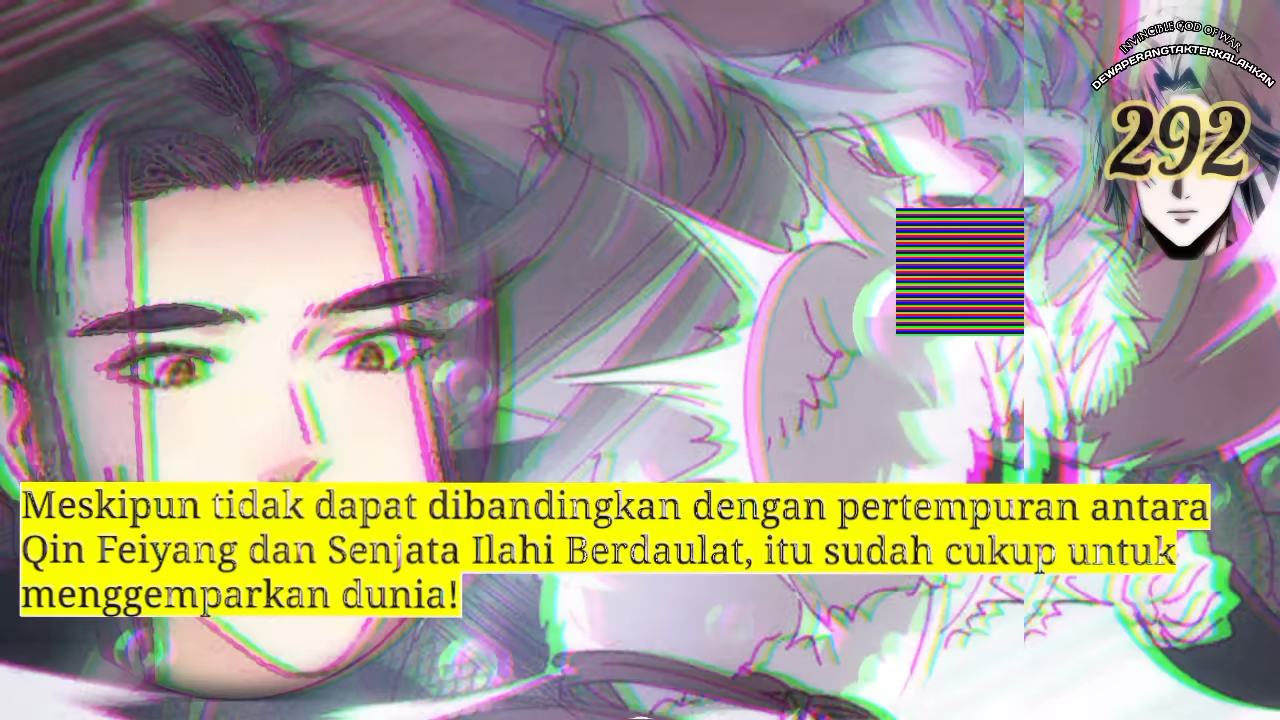 INVINCIBLE GOD OF WAR
DEWAPERANGTAKTERKALAHKAN
292
Meskipun tidak dapat dibandingkan dengan pertempuran antara
Qin Feiyang dan Senjata Ilahi Berdaulat, itu sudah cukup untuk
menggemparkan dunia!